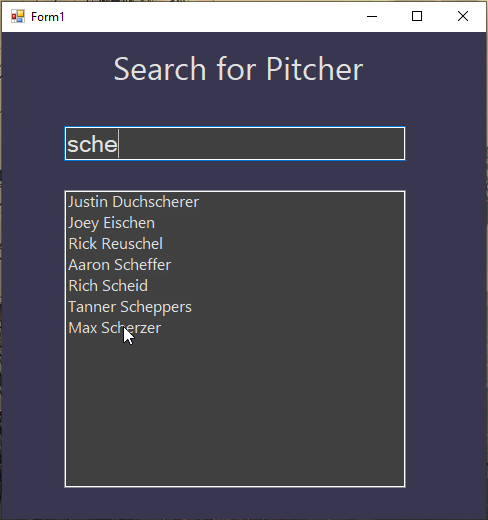 Form1
Search for Pitcher
sche
Justin Duchscherer
Joey Eischen
Rick Reuschel
Aaron Scheffer
Rich Scheid
Tanner Scheppers
Max Scherzer